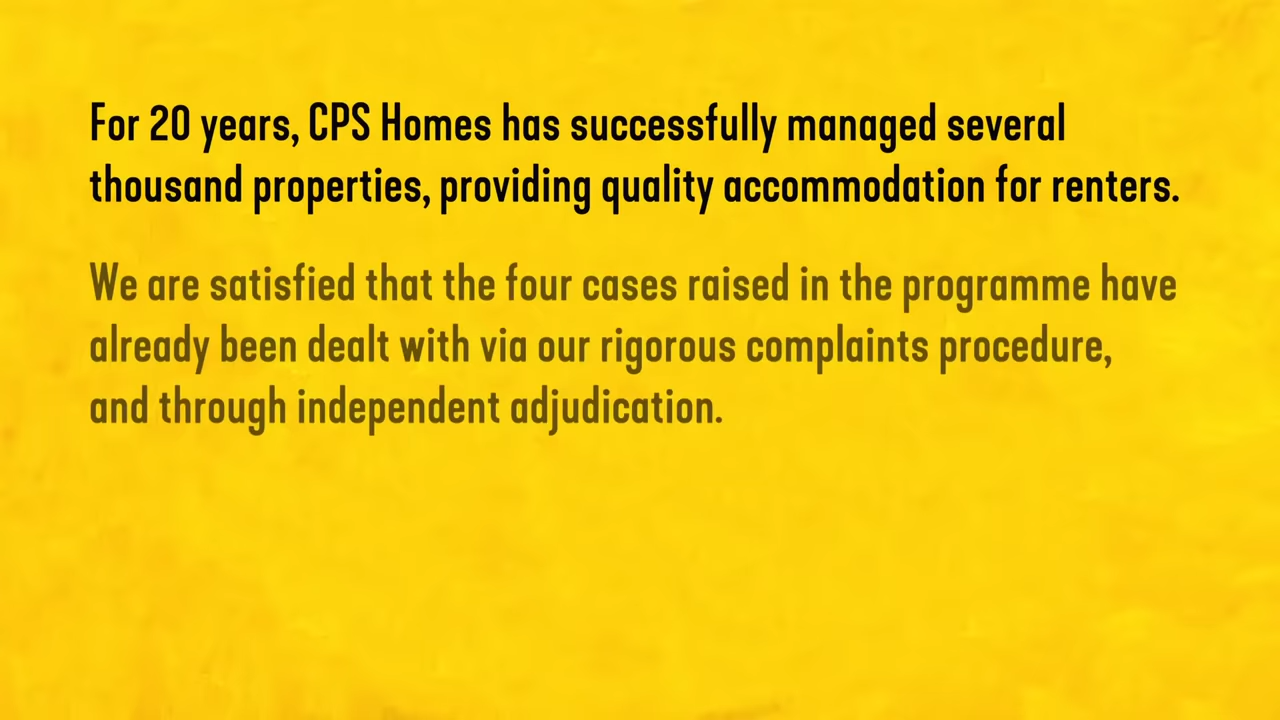 For 20 years, CPS Homes has successfully managed several
thousand properties, providing quality accommodation for renters.
We are satisfied that the four cases raised in the programme have
already been dealt with via our rigorous complaints procedure,
and through independent adjudication.